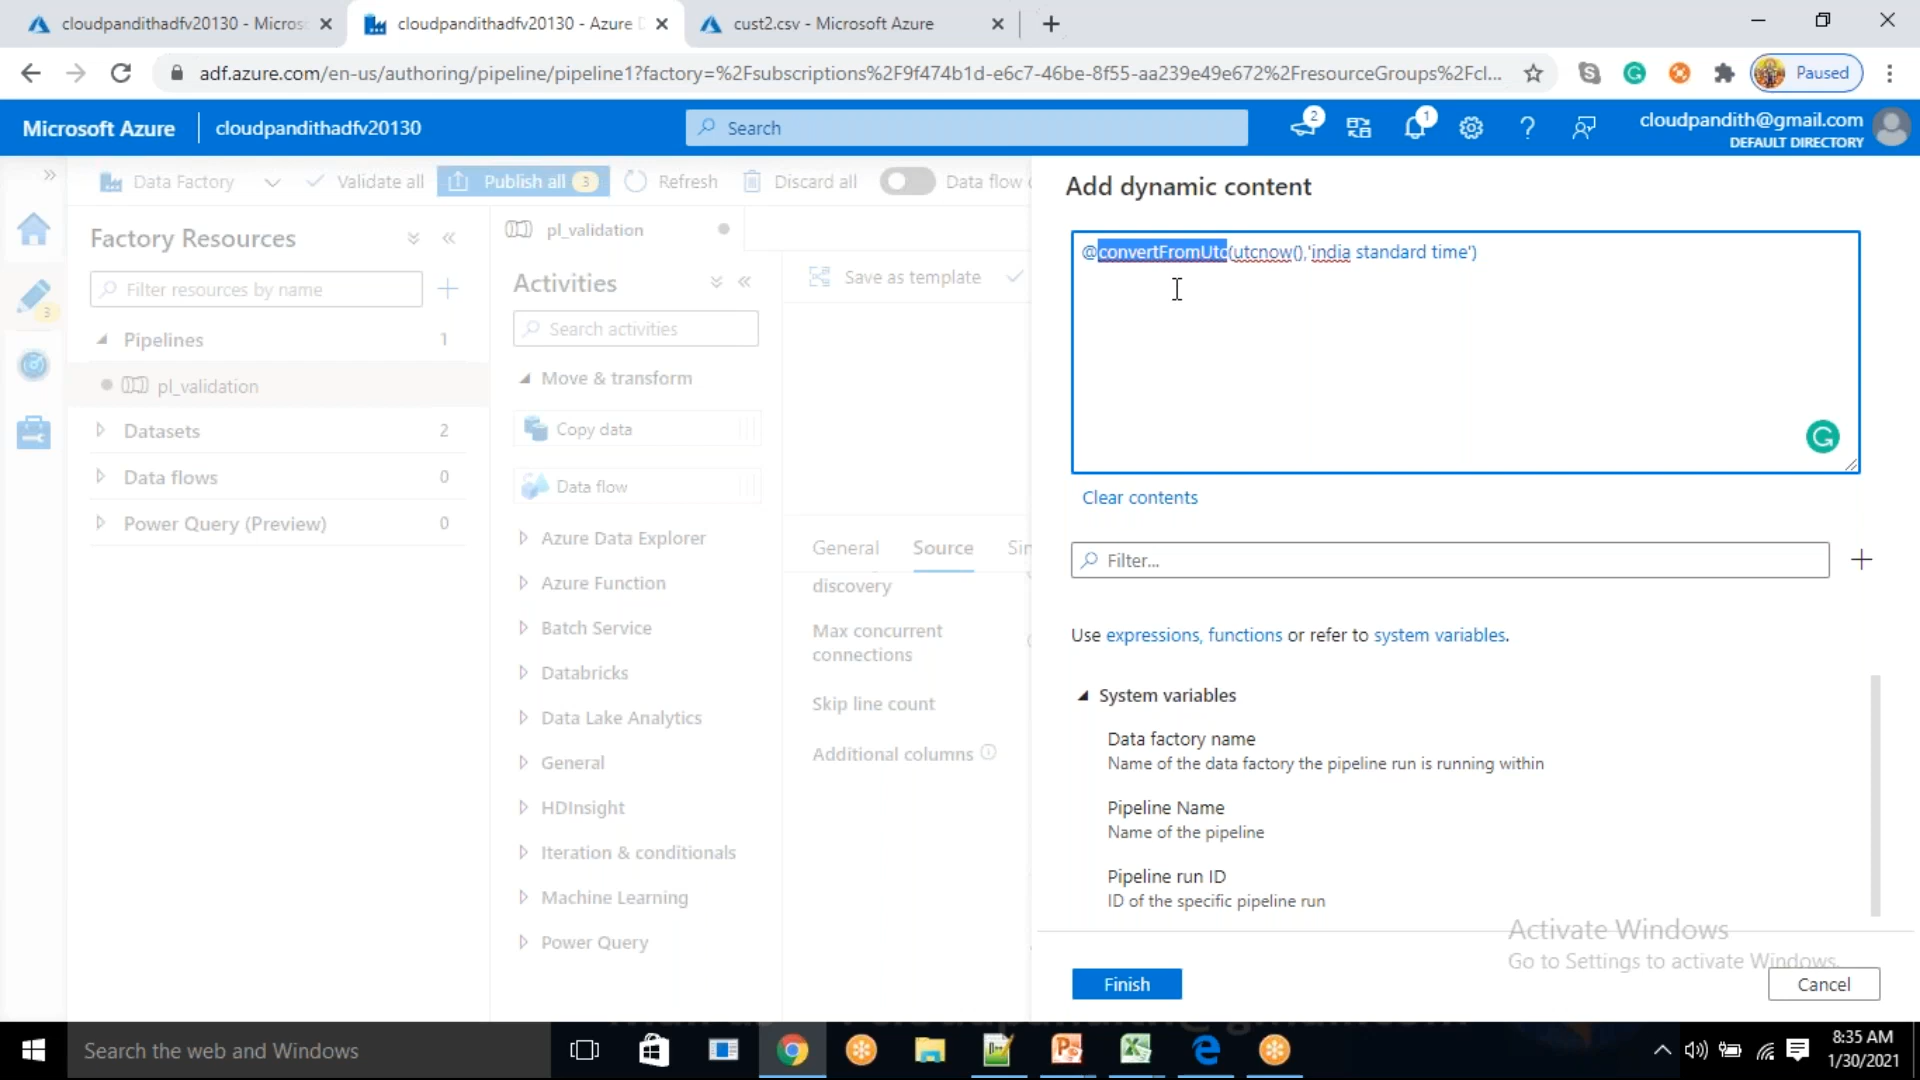 cloudpandithadfv20130 - Micros
cloudpandithadfv20130 - Azure D
cust2.csv - Microsoft Azure
adf.azure.com/en-us/authoring/pipeline/pipeline1?factory=%2Fsubscriptions%2F9f474b1d-e6c7-46be-8f55-aa239e49e672%2FresourceGroups%2Fcl...
Paused
Microsoft Azure
cloudpandithadfv20130
Search
2
1
cloudpandith@gmail.com
DEFAULT DIRECTORY
Data Factory
Validate all
Publish all 3
Refresh
Discard all
Data flow
3
Factory Resources
Filter resources by name
Pipelines 1
pl_validation
Datasets 2
Data flows 0
Power Query (Preview) 0
pl_validation
Activities
Search activities
Move & transform
Copy data
Data flow
Azure Data Explorer
Azure Function
Batch Service
Databricks
Data Lake Analytics
General
HDInsight
Iteration & conditionals
Machine Learning
Power Query
Save as template
General
Source
Sin
discovery
Max concurrent
connections
Skip line count
Additional columns
Add dynamic content
@convertFromUtc(utcnow(),'india standard time')
Clear contents
Filter...
Use expressions, functions or refer to system variables.
System variables
Data factory name
Name of the data factory the pipeline run is running within
Pipeline Name
Name of the pipeline
Pipeline run ID
ID of the specific pipeline run
Activate Windows
Go to Settings to activate Windows.
Finish
Cancel
Search the web and Windows
8:35 AM
1/30/2021